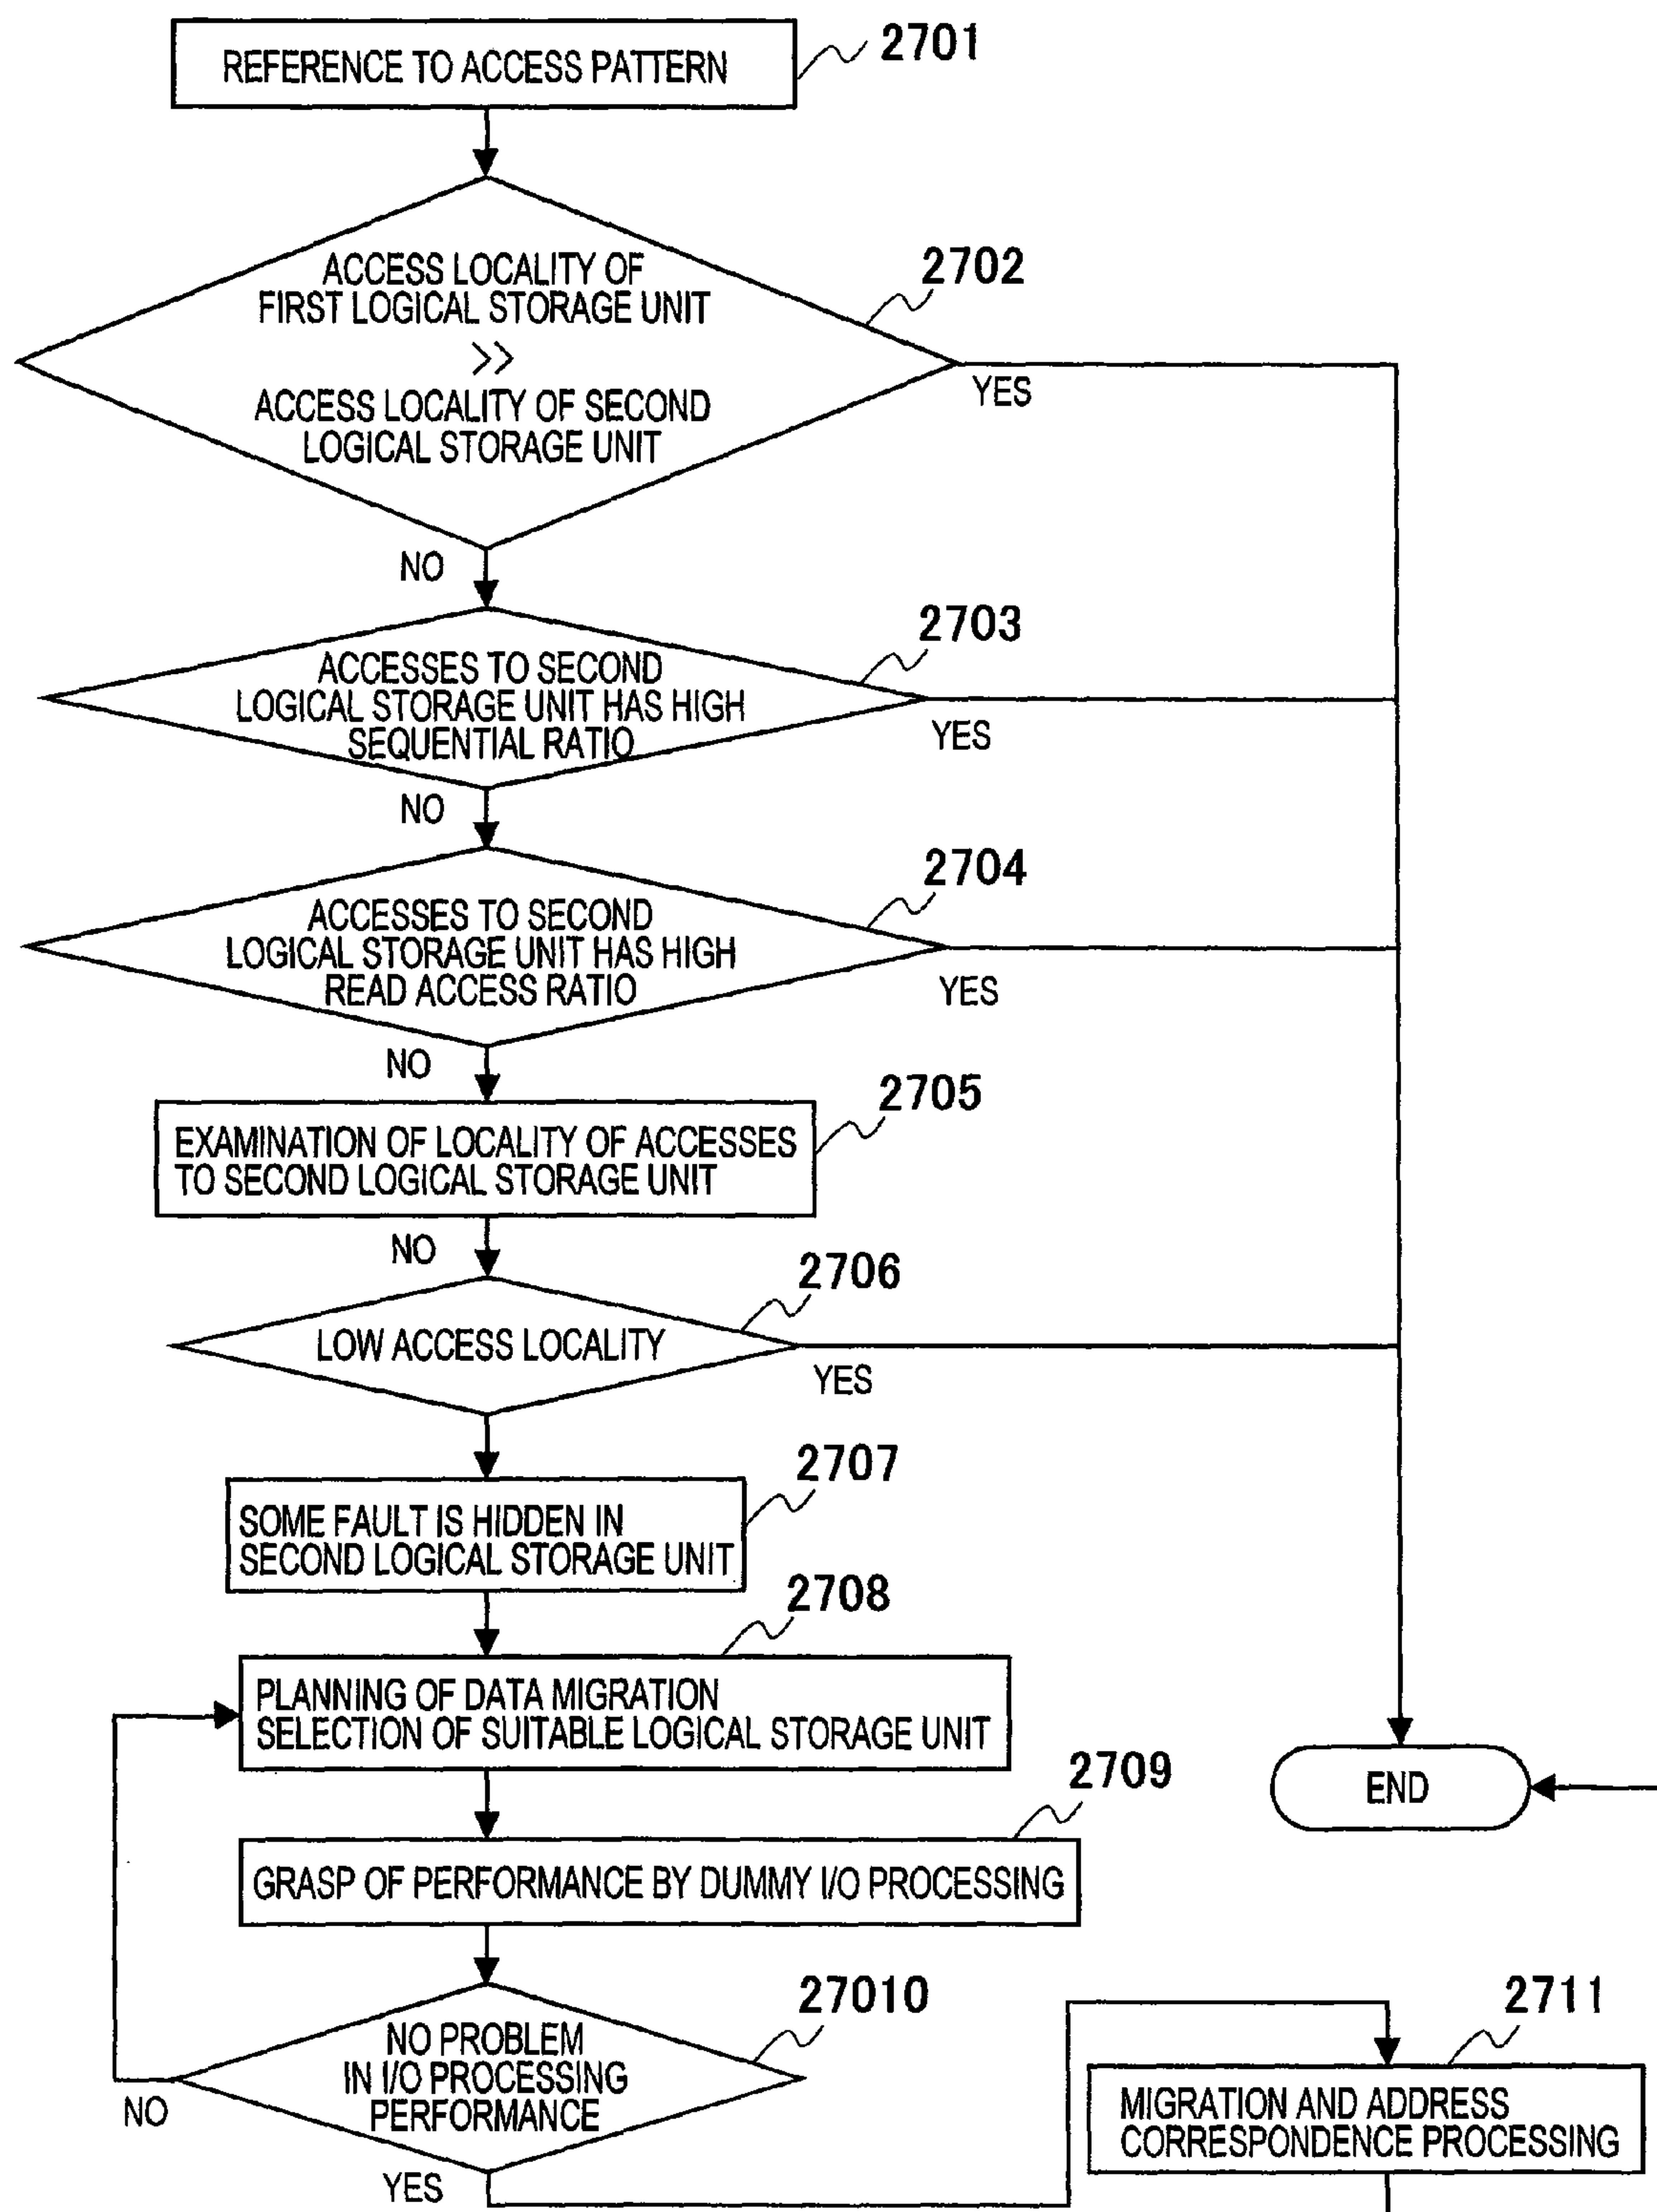 REFERENCE TO ACCESS PATTERN
2701
ACCESS LOCALITY OF
FIRST LOGICAL STORAGE UNIT
>>
ACCESS LOCALITY OF SECOND
LOGICAL STORAGE UNIT
2702
YES
NO
ACCESSES TO SECOND
LOGICAL STORAGE UNIT HAS HIGH
SEQUENTIAL RATIO
2703
YES
NO
ACCESSES TO SECOND
LOGICAL STORAGE UNIT HAS HIGH
READ ACCESS RATIO
2704
YES
NO
EXAMINATION OF LOCALITY OF ACCESSES
TO SECOND LOGICAL STORAGE UNIT
2705
NO
LOW ACCESS LOCALITY
2706
YES
SOME FAULT IS HIDDEN IN
SECOND LOGICAL STORAGE UNIT
2707
PLANNING OF DATA MIGRATION
SELECTION OF SUITABLE LOGICAL STORAGE UNIT
2708
END
GRASP OF PERFORMANCE BY DUMMY I/O PROCESSING
2709
NO PROBLEM
IN I/O PROCESSING
PERFORMANCE
27010
NO
YES
MIGRATION AND ADDRESS
CORRESPONDENCE PROCESSING
2711